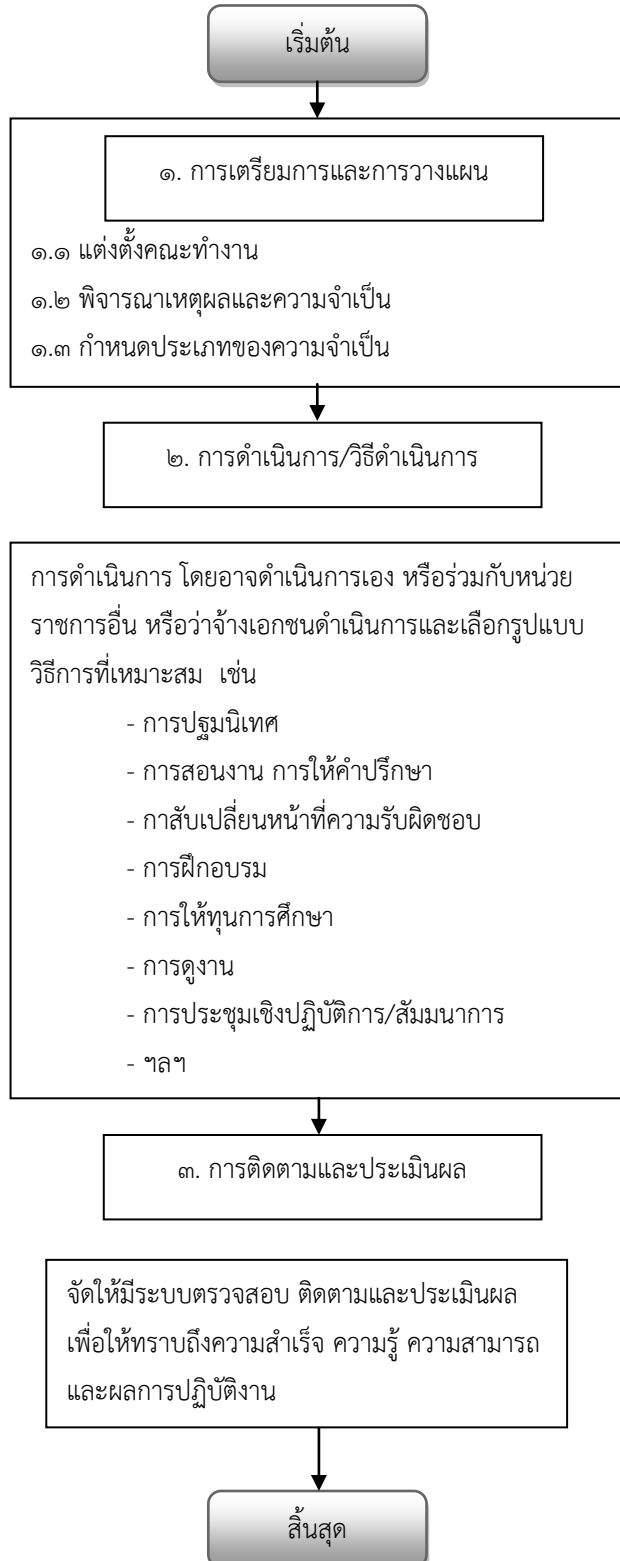 เริ่มต้น
๑. การเตรียมการและการวางแผน
๑.๑ แต่งตั้งคณะทำงาน
๑.๒ พิจารณาเหตุผลและความจำเป็น
๑.๓ กำหนดประเภทของความจำเป็น
๒. การดำเนินการ/วิธีดำเนินการ
การดำเนินการ โดยอาจดำเนินการเอง หรือร่วมกับหน่วย
ราชการอื่น หรือว่าจ้างเอกชนดำเนินการและเลือกรูปแบบ
วิธีการที่เหมาะสม เช่น
- การปฐมนิเทศ
- การสอนงาน การให้คำปรึกษา
- กาสับเปลี่ยนหน้าที่ความรับผิดชอบ
- การฝึกอบรม
- การให้ทุนการศึกษา
- การดูงาน
- การประชุมเชิงปฏิบัติการ/สัมมนาการ
- ฯลฯ
๓. การติดตามและประเมินผล
จัดให้มีระบบตรวจสอบ ติดตามและประเมินผล
เพื่อให้ทราบถึงความสำเร็จ ความรู้ ความสามารถ
และผลการปฏิบัติงาน
สิ้นสุด